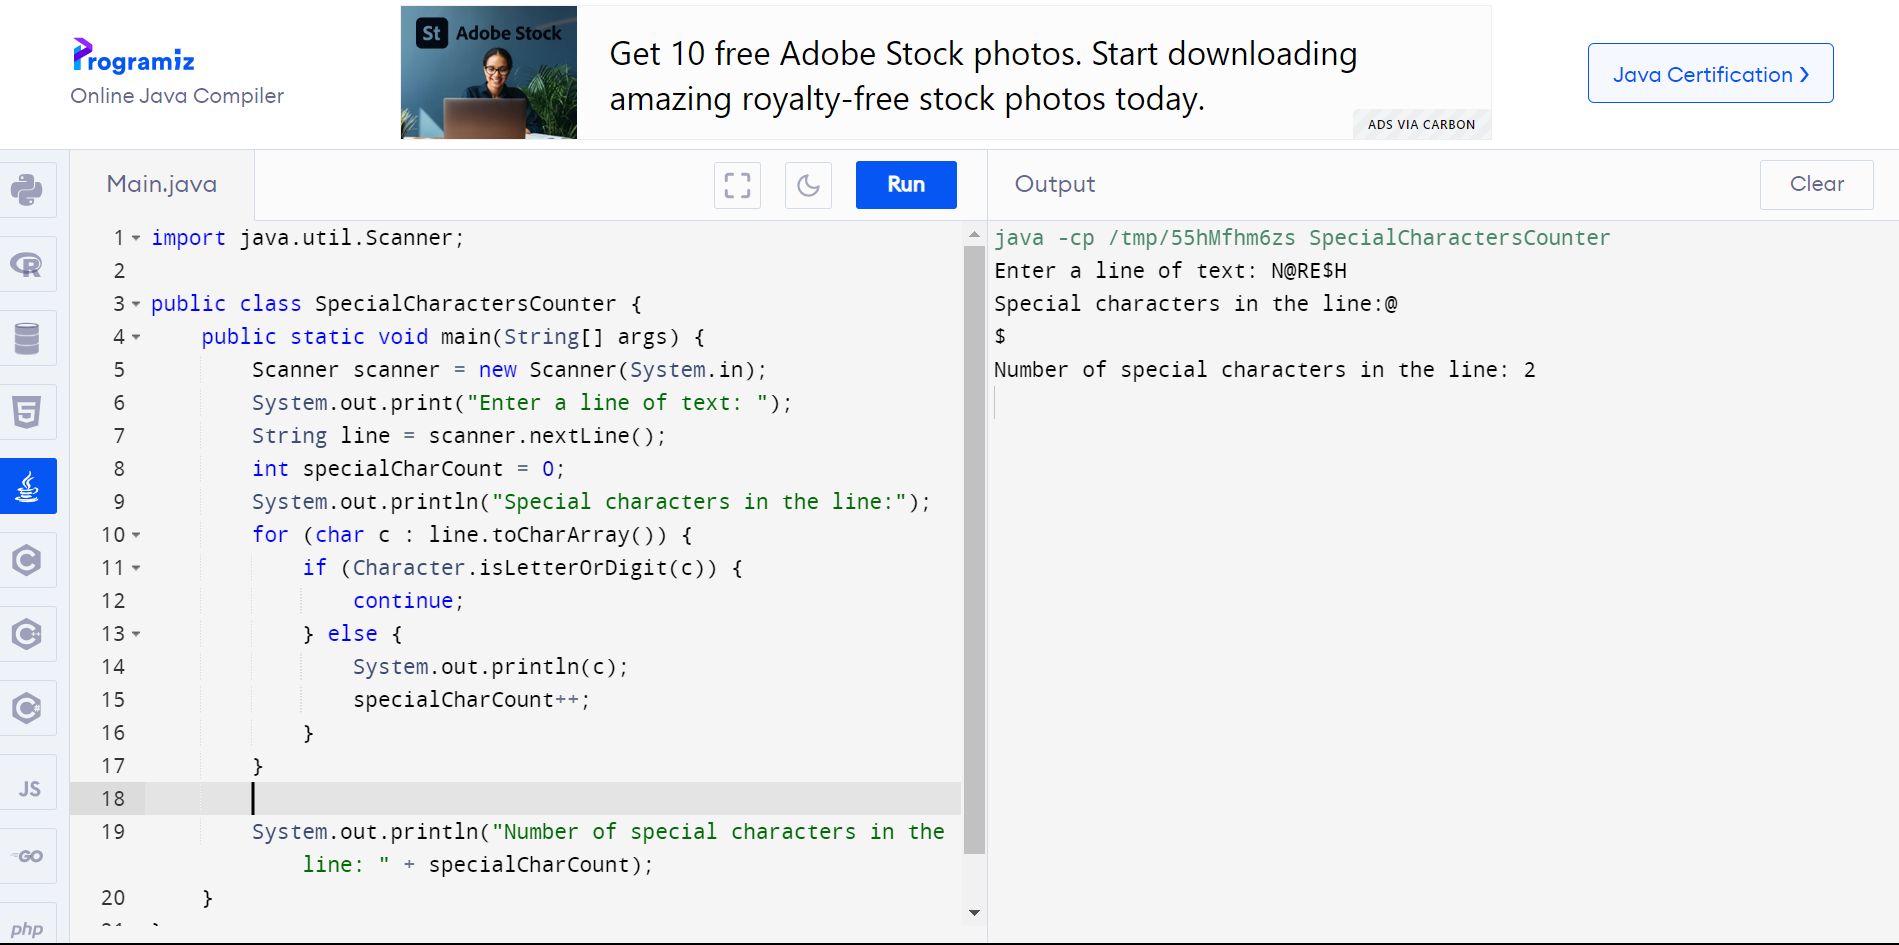 Programiz
Online Java Compiler
St Adobe Stock
Get 10 free Adobe Stock photos. Start downloading
amazing royalty-free stock photos today.
ADS VIA CARBON
Java Certification ❯
Main.java
Run
Output
Clear
1 import java.util.Scanner;
2
3 public class SpecialCharactersCounter {
4     public static void main(String[] args) {
5         Scanner scanner = new Scanner(System.in);
6         System.out.print("Enter a line of text: ");
7         String line = scanner.nextLine();
8         int specialCharCount = 0;
9         System.out.println("Special characters in the line:");
10         for (char c : line.toCharArray()) {
11             if (Character.isLetterOrDigit(c)) {
12                 continue;
13             } else {
14                 System.out.println(c);
15                 specialCharCount++;
16             }
17         }
18
19         System.out.println("Number of special characters in the
line: " + specialCharCount);
20     }
java -cp /tmp/55hMfhm6zs SpecialCharactersCounter
Enter a line of text: N@RE$H
Special characters in the line:@
$
Number of special characters in the line: 2
R
5
C
C++
C#
JS
GO
php